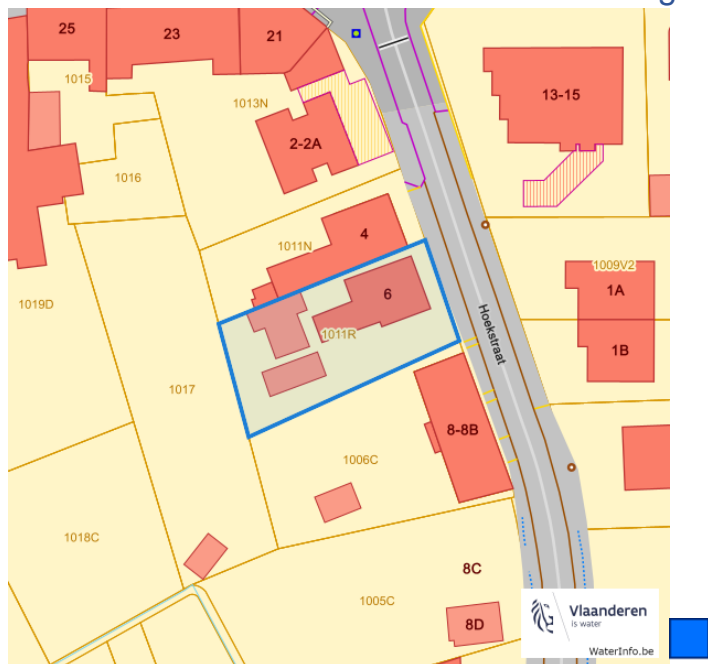 25
23
21
1015
1013N
2-2A
13-15
1016
1011N
4
1009V2
1A
1019D
6
1011R
Hoekstraat
1B
1017
8-8B
1006C
1018C
8C
1005C
8D
Vlaanderen
is water
WaterInfo.be